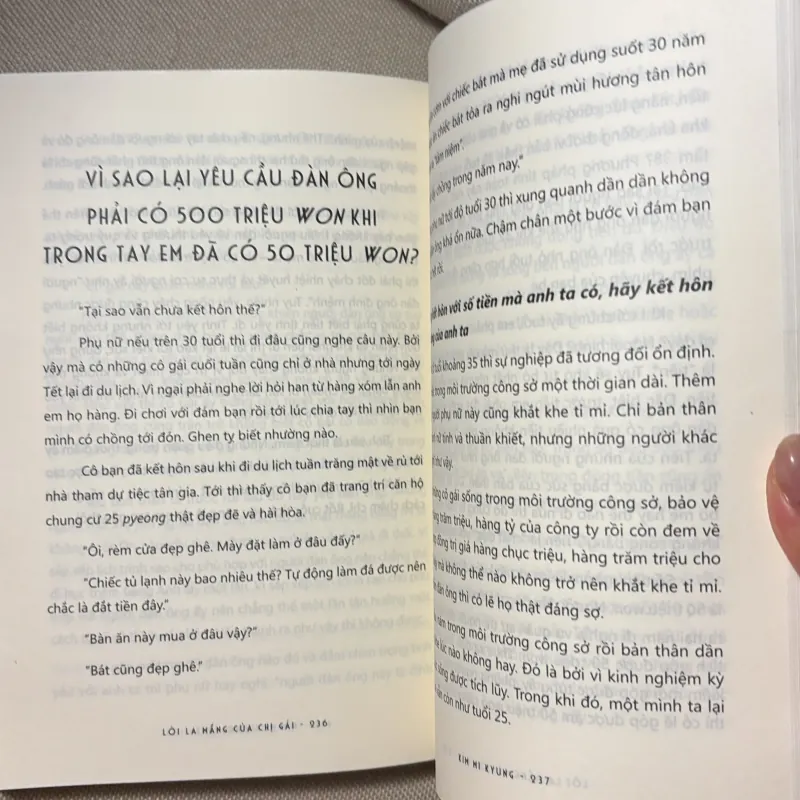 VÌ SAO LẠI YÊU CẦU ĐÀN ÔNG
PHẢI CÓ 500 TRIỆU WON KHI
TRONG TAY EM ĐÃ CÓ 50 TRIỆU WON?
"Tại sao vẫn chưa kết hôn thế?"
Phụ nữ nếu trên 30 tuổi thì đi đâu cũng nghe câu này. Bởi
vậy mà có những cô gái cuối tuần cũng chỉ ở nhà nhưng tới ngày
Tết lại đi du lịch. Vì ngại phải nghe lời hỏi han từ hàng xóm lẫn anh
em họ hàng. Đi chơi với đám bạn rồi tới lúc chia tay thì nhìn bạn
mình có chồng tới đón. Ghen tỵ biết nhường nào.
Cô bạn đã kết hôn sau khi đi du lịch tuần trăng mật về rủ tới
nhà tham dự tiệc tân gia. Tới thì thấy cô bạn đã trang trí căn hộ
chung cư 25 pyeong thật đẹp đẽ và hài hòa.
"Ôi, rèm cửa đẹp ghê. Mày đặt làm ở đâu đấy?"
"Chiếc tủ lạnh này bao nhiêu thế? Tự động làm đá được nên
chắc là đắt tiền đây."
"Bàn ăn này mua ở đâu vậy?"
"Bát cũng đẹp ghê."
LỜI LA MẮNG CỦA CHỊ GÁI - 236
với chiếc bát mà mẹ đã sử dụng suốt 30 năm
chiếc bát tỏa ra nghi ngút mùi hương tân hôn
chồng trong năm nay."
nữ tới độ tuổi 30 thì xung quanh dần dần không
khá ổn nữa. Chậm chân một bước vì đám bạn
rồi.
hôn với số tiền mà anh ta có, hãy kết hôn
của anh ta
tuổi khoảng 35 thì sự nghiệp đã tương đối ổn định.
trong môi trường công sở một thời gian dài. Thêm
phụ nữ này cũng khắt khe tỉ mỉ. Chỉ bản thân
nữ tính và thuần khiết, nhưng những người khác
như vậy.
cô gái sống trong môi trường công sở, bảo vệ
trăm triệu, hàng tỷ của công ty rồi còn đem về
đồng trị giá hàng chục triệu, hàng trăm triệu cho
mà không thể nào không trở nên khắt khe tỉ mỉ.
đàn ông thì có lẽ họ thật đáng sợ.
năm trong môi trường công sở rồi bản thân dần
lúc nào không hay. Đó là bởi vì kinh nghiệm kỳ
cũng được tích lũy. Trong khi đó, một mình ta lại
còn như tuổi 25.
KIM MI KYUNG - 237